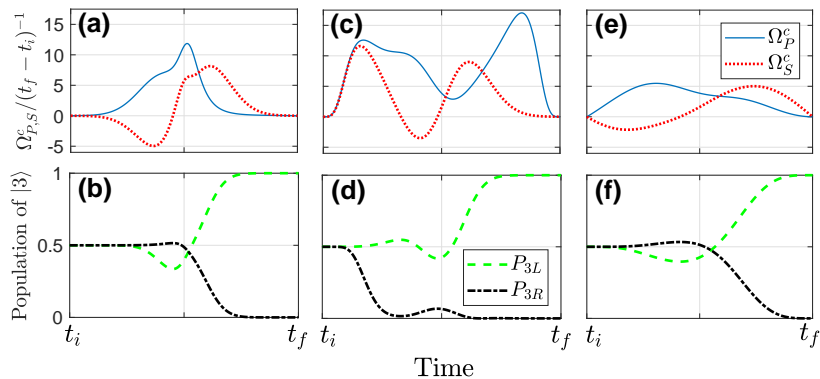 (a) (c) (e)
Ω^c_{P,S}/(t_f − t_i)^{−1}
15
10
5
0
-5
Ω^c_P
Ω^c_S
(b) (d) (f)
Population of |3⟩
1
0.5
0
P_{3L}
P_{3R}
t_i t_f t_i t_f t_i t_f
Time